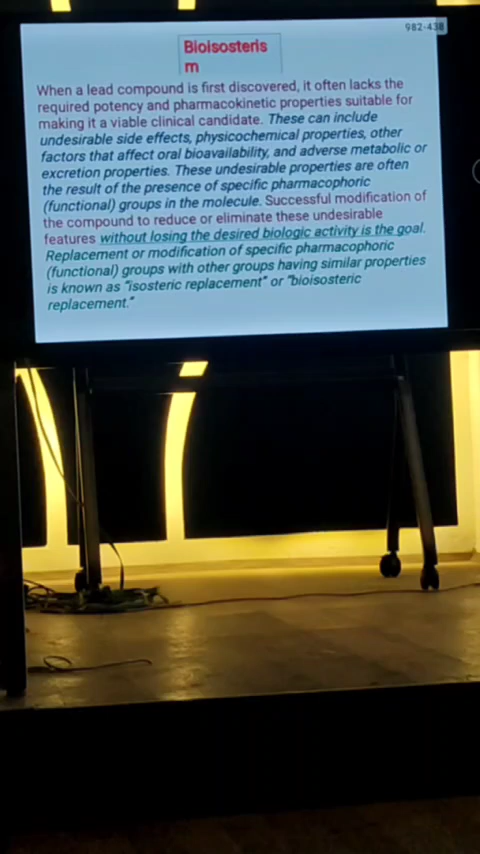 982-438
Bioisosteris
m
When a lead compound is first discovered, it often lacks the
required potency and pharmacokinetic properties suitable for
making it a viable clinical candidate. These can include
undesirable side effects, physicochemical properties, other
factors that affect oral bioavailability, and adverse metabolic or
excretion properties. These undesirable properties are often
the result of the presence of specific pharmacophoric
(functional) groups in the molecule. Successful modification of
the compound to reduce or eliminate these undesirable
features without losing the desired biologic activity is the goal.
Replacement or modification of specific pharmacophoric
(functional) groups with other groups having similar properties
is known as “isosteric replacement” or “bioisosteric
replacement.”